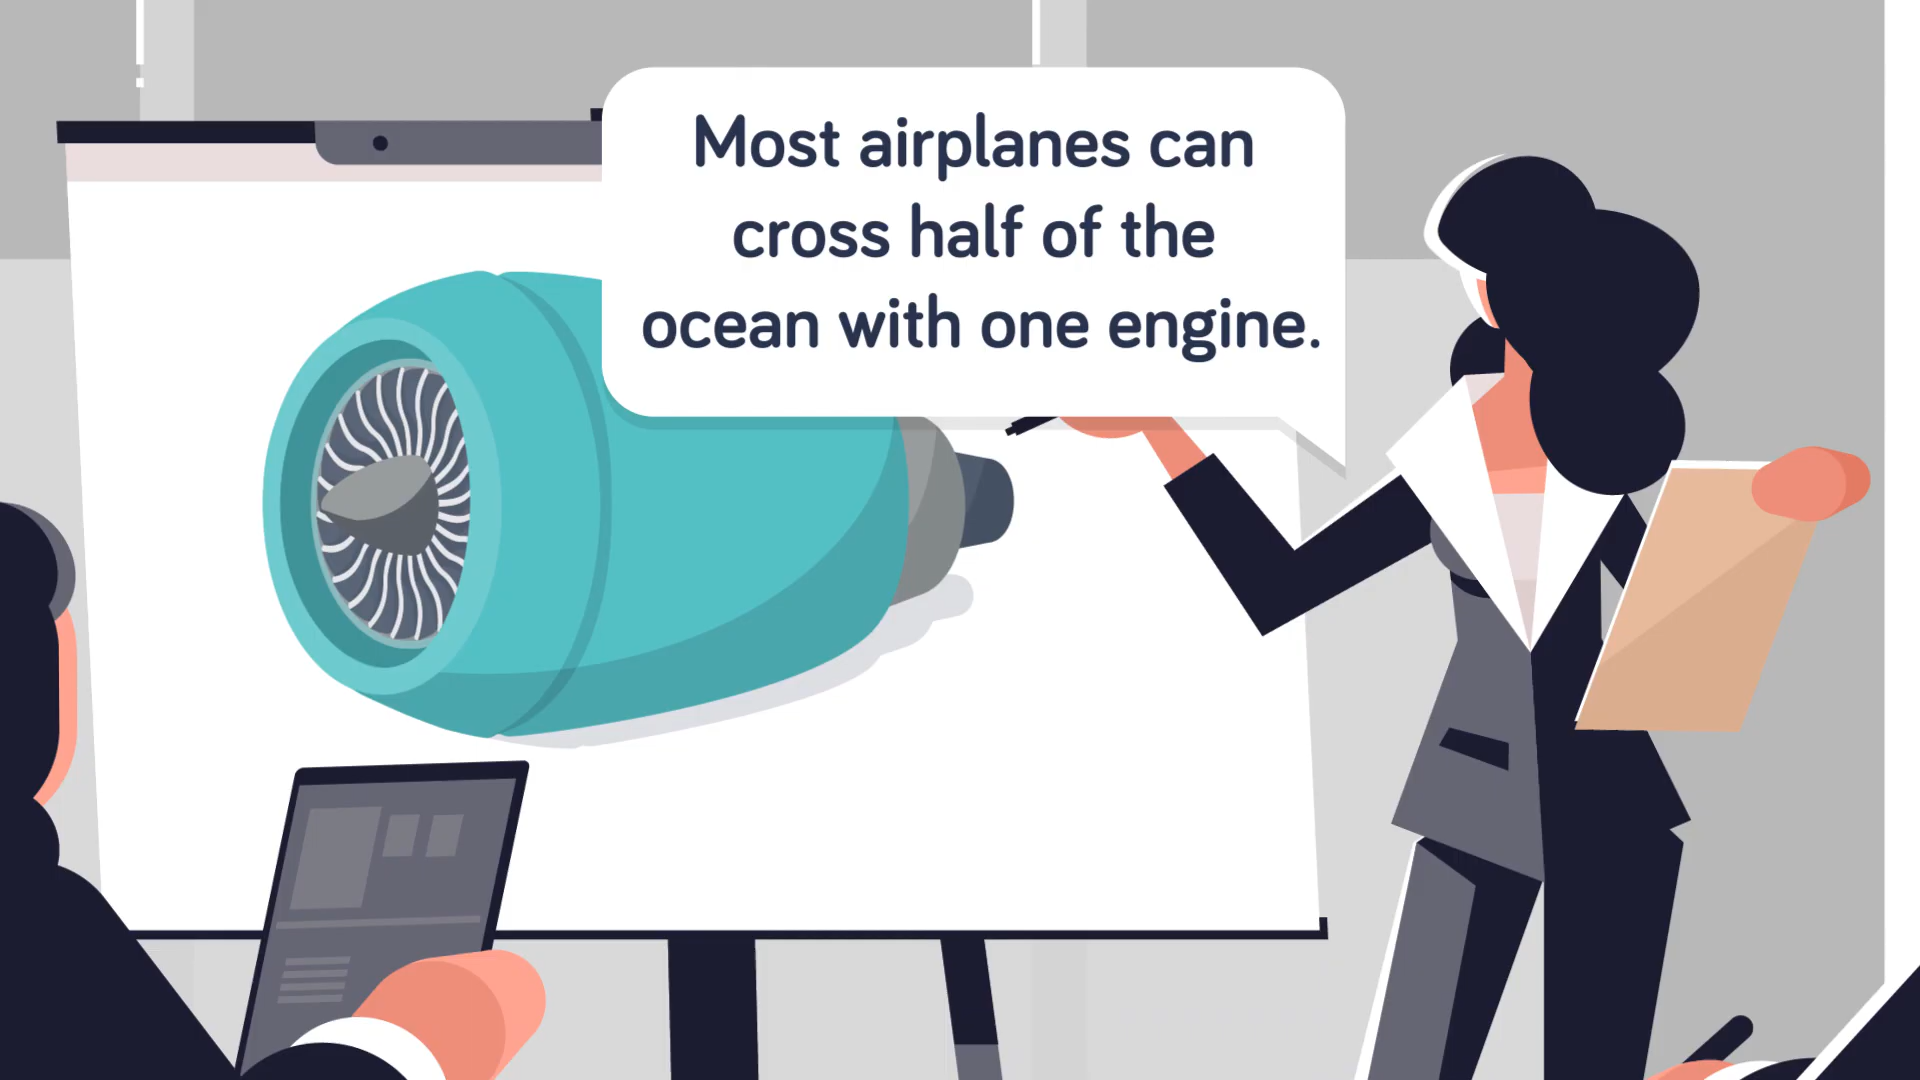 Most airplanes can
cross half of the
ocean with one engine.